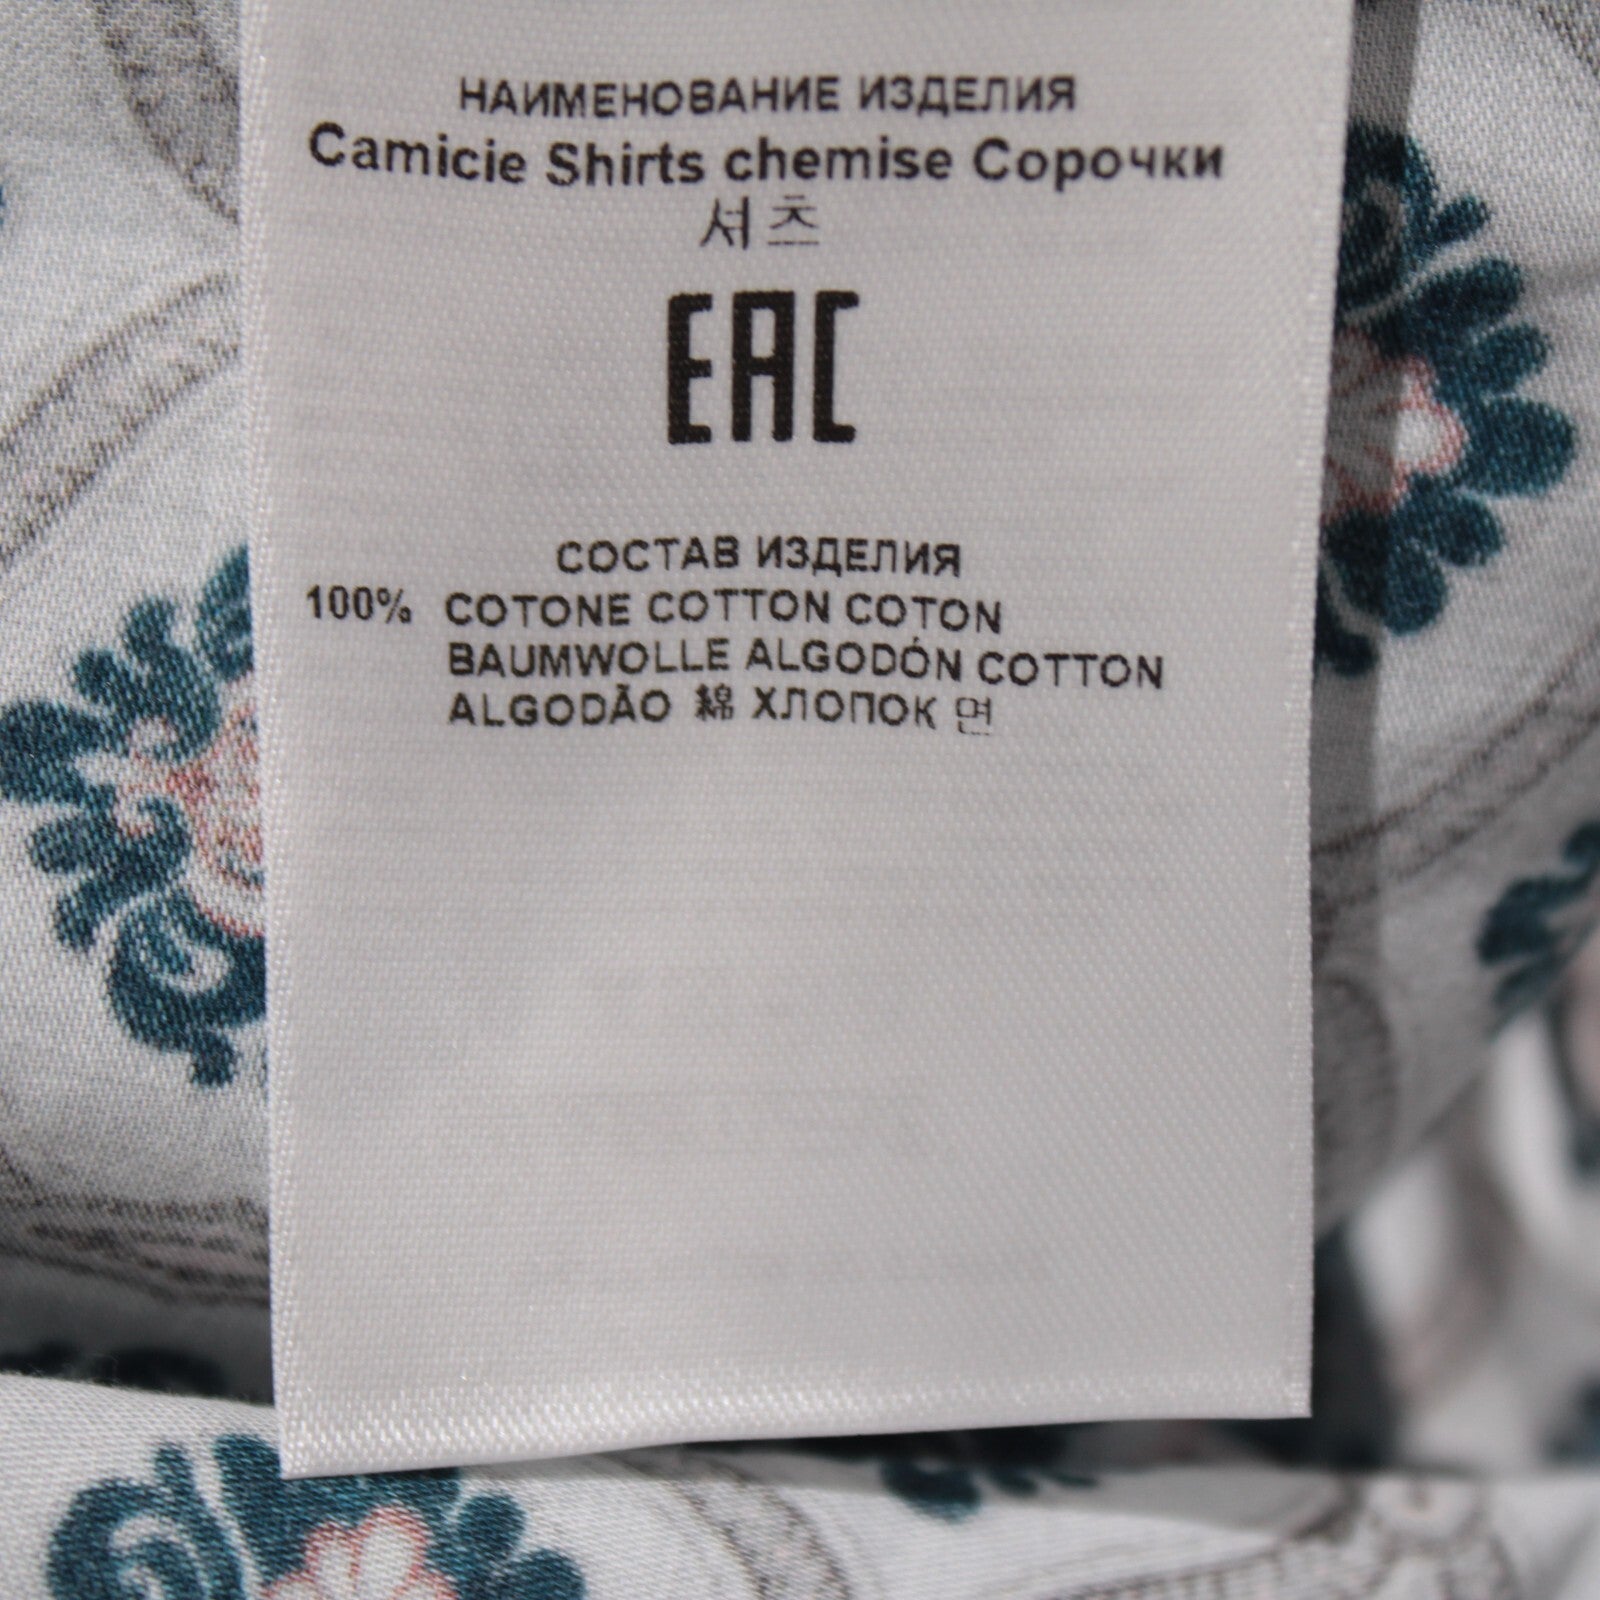 НАИМЕНОВАНИЕ ИЗДЕЛИЯ
Camicie Shirts chemise Сорочки
셔츠
EAC
СОСТАВ ИЗДЕЛИЯ
100% COTONE COTTON COTON
BAUMWOLLE ALGODÓN COTTON
ALGODÃO 綿 ХЛОПОК 면